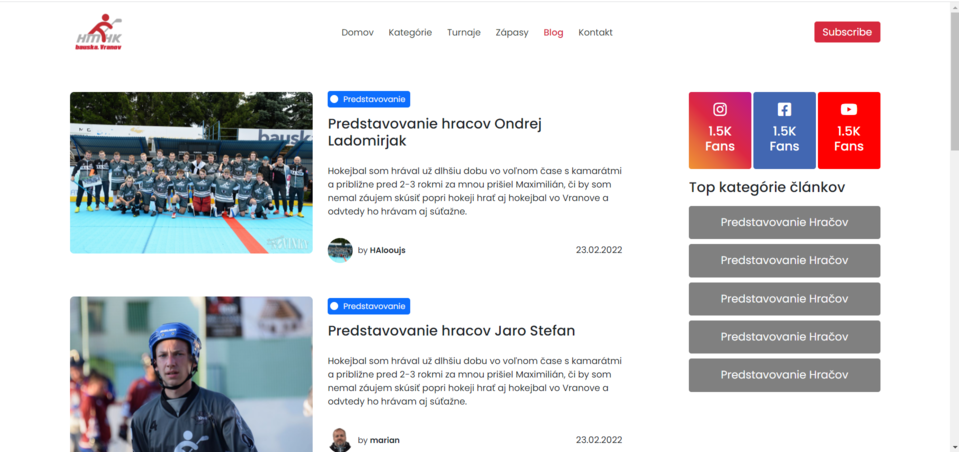 HMHK
bauska. Vranov
Domov
Kategórie
Turnaje
Zápasy
Blog
Kontakt
Subscribe
bausk
Predstavovanie
Predstavovanie hracov Ondrej
Ladomirjak
Hokejbal som hrával už dlhšiu dobu vo voľnom čase s kamarátmi
a približne pred 2-3 rokmi za mnou prišiel Maximilián, či by som
nemal záujem skúsiť popri hokeji hrať aj hokejbal vo Vranove a
odvtedy ho hrávam aj súťažne.
by HAlooujs
23.02.2022
Predstavovanie
Predstavovanie hracov Jaro Stefan
Hokejbal som hrával už dlhšiu dobu vo voľnom čase s kamarátmi
a približne pred 2-3 rokmi za mnou prišiel Maximilián, či by som
nemal záujem skúsiť popri hokeji hrať aj hokejbal vo Vranove a
odvtedy ho hrávam aj súťažne.
by marian
23.02.2022
1.5K
Fans
1.5K
Fans
1.5K
Fans
Top kategórie článkov
Predstavovanie Hračov
Predstavovanie Hračov
Predstavovanie Hračov
Predstavovanie Hračov
Predstavovanie Hračov